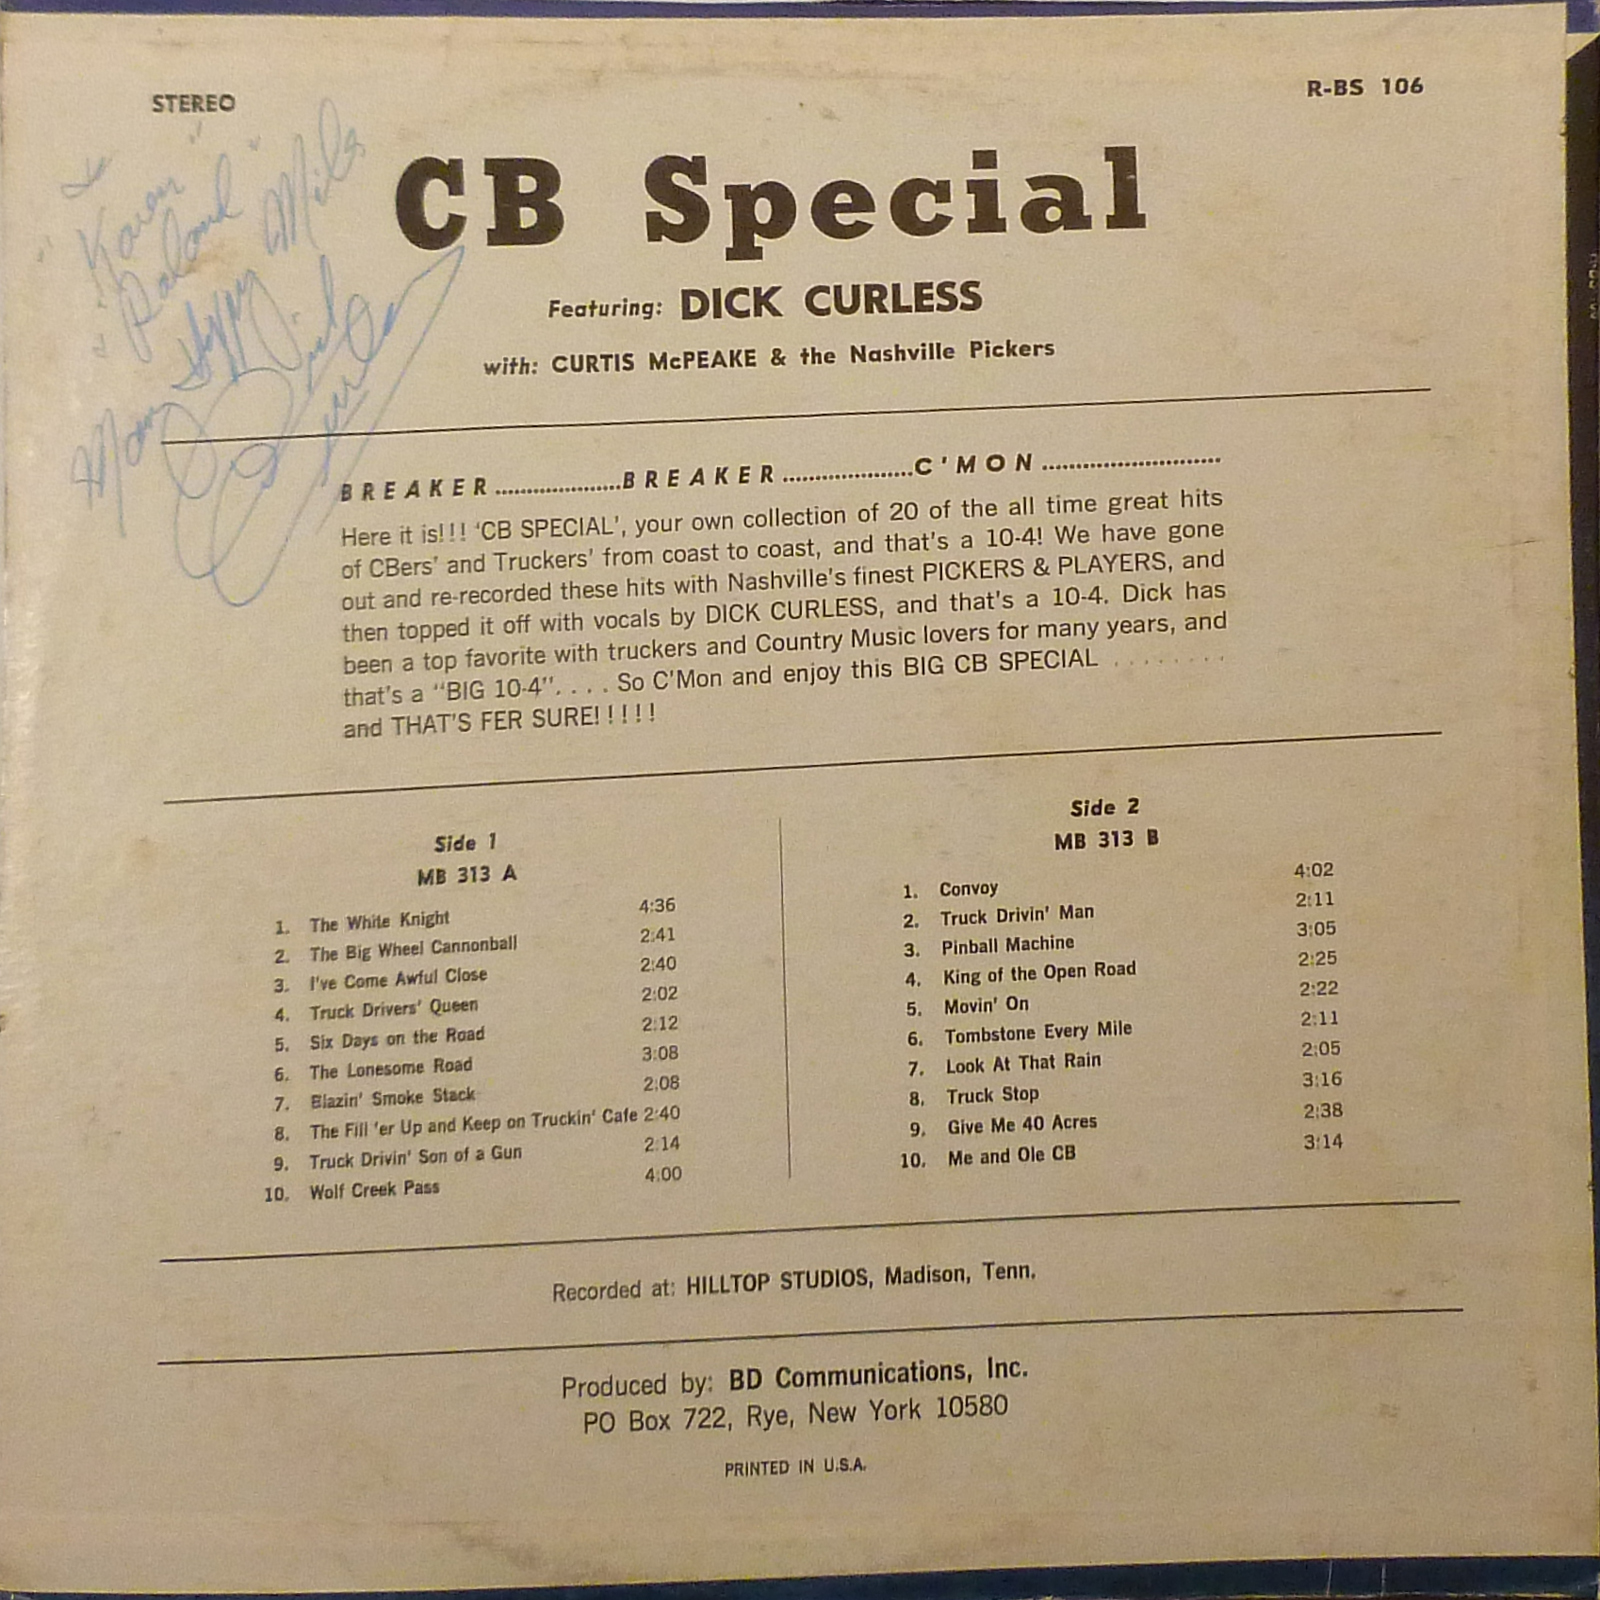 STEREO
R-BS 106
To
"Karen"
"Roland"
Many Happy Miles
Dick
Curless
CB Special
Featuring: DICK CURLESS
with: CURTIS McPEAKE & the Nashville Pickers
BREAKER....................BREAKER.....................C'MON.............................
Here it is!!! 'CB SPECIAL', your own collection of 20 of the all time great hits
of CBers' and Truckers' from coast to coast, and that's a 10-4! We have gone
out and re-recorded these hits with Nashville's finest PICKERS & PLAYERS, and
then topped it off with vocals by DICK CURLESS, and that's a 10-4. Dick has
been a top favorite with truckers and Country Music lovers for many years, and
that's a "BIG 10-4". . . . So C'Mon and enjoy this BIG CB SPECIAL ........
and THAT'S FER SURE!!!!!!
Side 1
MB 313 A
1. The White Knight 4:36
2. The Big Wheel Cannonball 2:41
3. I've Come Awful Close 2:40
4. Truck Drivers' Queen 2:02
5. Six Days on the Road 2:12
6. The Lonesome Road 3:08
7. Blazin' Smoke Stack 2:08
8. The Fill 'er Up and Keep on Truckin' Cafe 2:40
9. Truck Drivin' Son of a Gun 2:14
10. Wolf Creek Pass 4:00
Side 2
MB 313 B
1. Convoy 4:02
2. Truck Drivin' Man 2:11
3. Pinball Machine 3:05
4. King of the Open Road 2:25
5. Movin' On 2:22
6. Tombstone Every Mile 2:11
7. Look At That Rain 2:05
8. Truck Stop 3:16
9. Give Me 40 Acres 2:38
10. Me and Ole CB 3:14
Recorded at: HILLTOP STUDIOS, Madison, Tenn.
Produced by: BD Communications, Inc.
PO Box 722, Rye, New York 10580
PRINTED IN U.S.A.